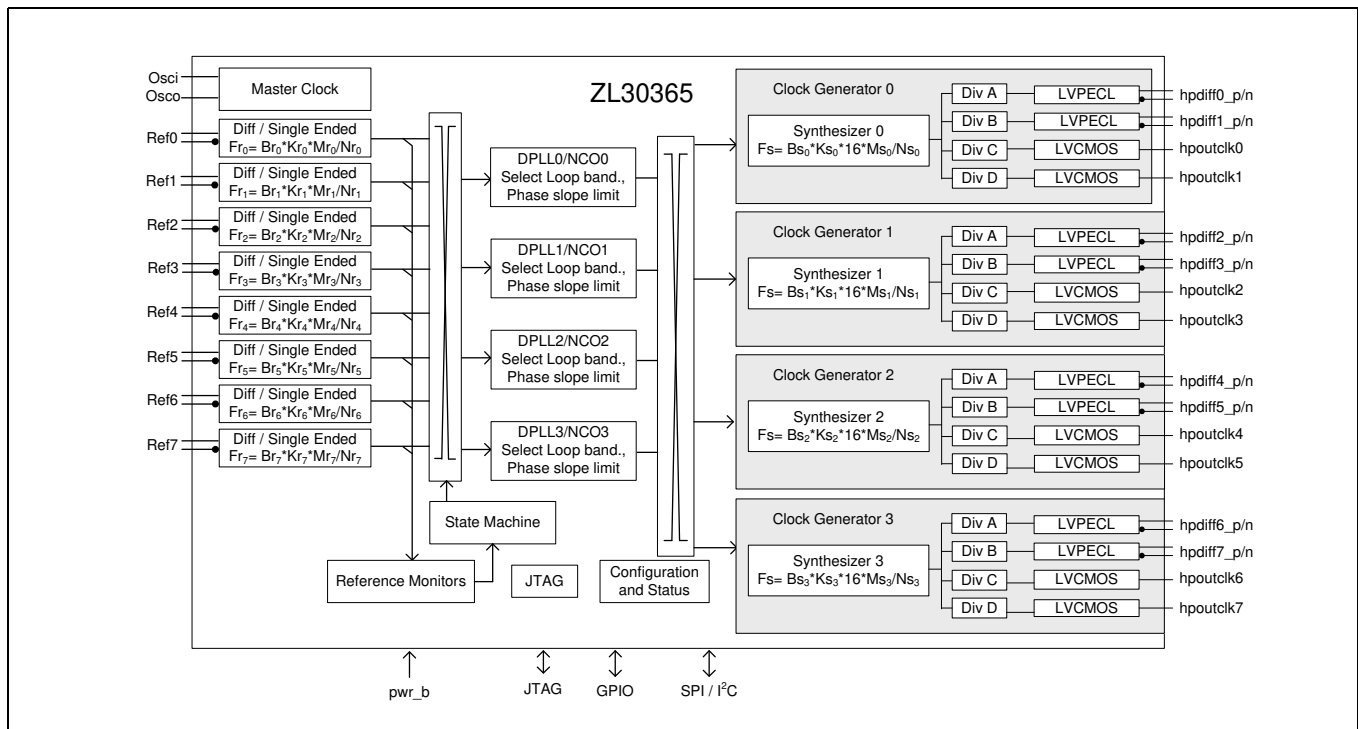 ZL30365
Osci
Osco
Master Clock
Ref0
Diff / Single Ended
Fr₀= Br₀*Kr₀*Mr₀/Nr₀
Ref1
Diff / Single Ended
Fr₁= Br₁*Kr₁*Mr₁/Nr₁
Ref2
Diff / Single Ended
Fr₂= Br₂*Kr₂*Mr₂/Nr₂
Ref3
Diff / Single Ended
Fr₃= Br₃*Kr₃*Mr₃/Nr₃
Ref4
Diff / Single Ended
Fr₄= Br₄*Kr₄*Mr₄/Nr₄
Ref5
Diff / Single Ended
Fr₅= Br₅*Kr₅*Mr₅/Nr₅
Ref6
Diff / Single Ended
Fr₆= Br₆*Kr₆*Mr₆/Nr₆
Ref7
Diff / Single Ended
Fr₇= Br₇*Kr₇*Mr₇/Nr₇
DPLL0/NCO0
Select Loop band.,
Phase slope limit
DPLL1/NCO1
Select Loop band.,
Phase slope limit
DPLL2/NCO2
Select Loop band.,
Phase slope limit
DPLL3/NCO3
Select Loop band.,
Phase slope limit
State Machine
Reference Monitors
JTAG
Configuration
and Status
Clock Generator 0
Synthesizer 0
Fs= Bs₀*Ks₀*16*Ms₀/Ns₀
Div A LVPECL hpdiff0_p/n
Div B LVPECL hpdiff1_p/n
Div C LVCMOS hpoutclk0
Div D LVCMOS hpoutclk1
Clock Generator 1
Synthesizer 1
Fs= Bs₁*Ks₁*16*Ms₁/Ns₁
Div A LVPECL hpdiff2_p/n
Div B LVPECL hpdiff3_p/n
Div C LVCMOS hpoutclk2
Div D LVCMOS hpoutclk3
Clock Generator 2
Synthesizer 2
Fs= Bs₂*Ks₂*16*Ms₂/Ns₂
Div A LVPECL hpdiff4_p/n
Div B LVPECL hpdiff5_p/n
Div C LVCMOS hpoutclk4
Div D LVCMOS hpoutclk5
Clock Generator 3
Synthesizer 3
Fs= Bs₃*Ks₃*16*Ms₃/Ns₃
Div A LVPECL hpdiff6_p/n
Div B LVPECL hpdiff7_p/n
Div C LVCMOS hpoutclk6
Div D LVCMOS hpoutclk7
pwr_b
JTAG
GPIO
SPI / I²C